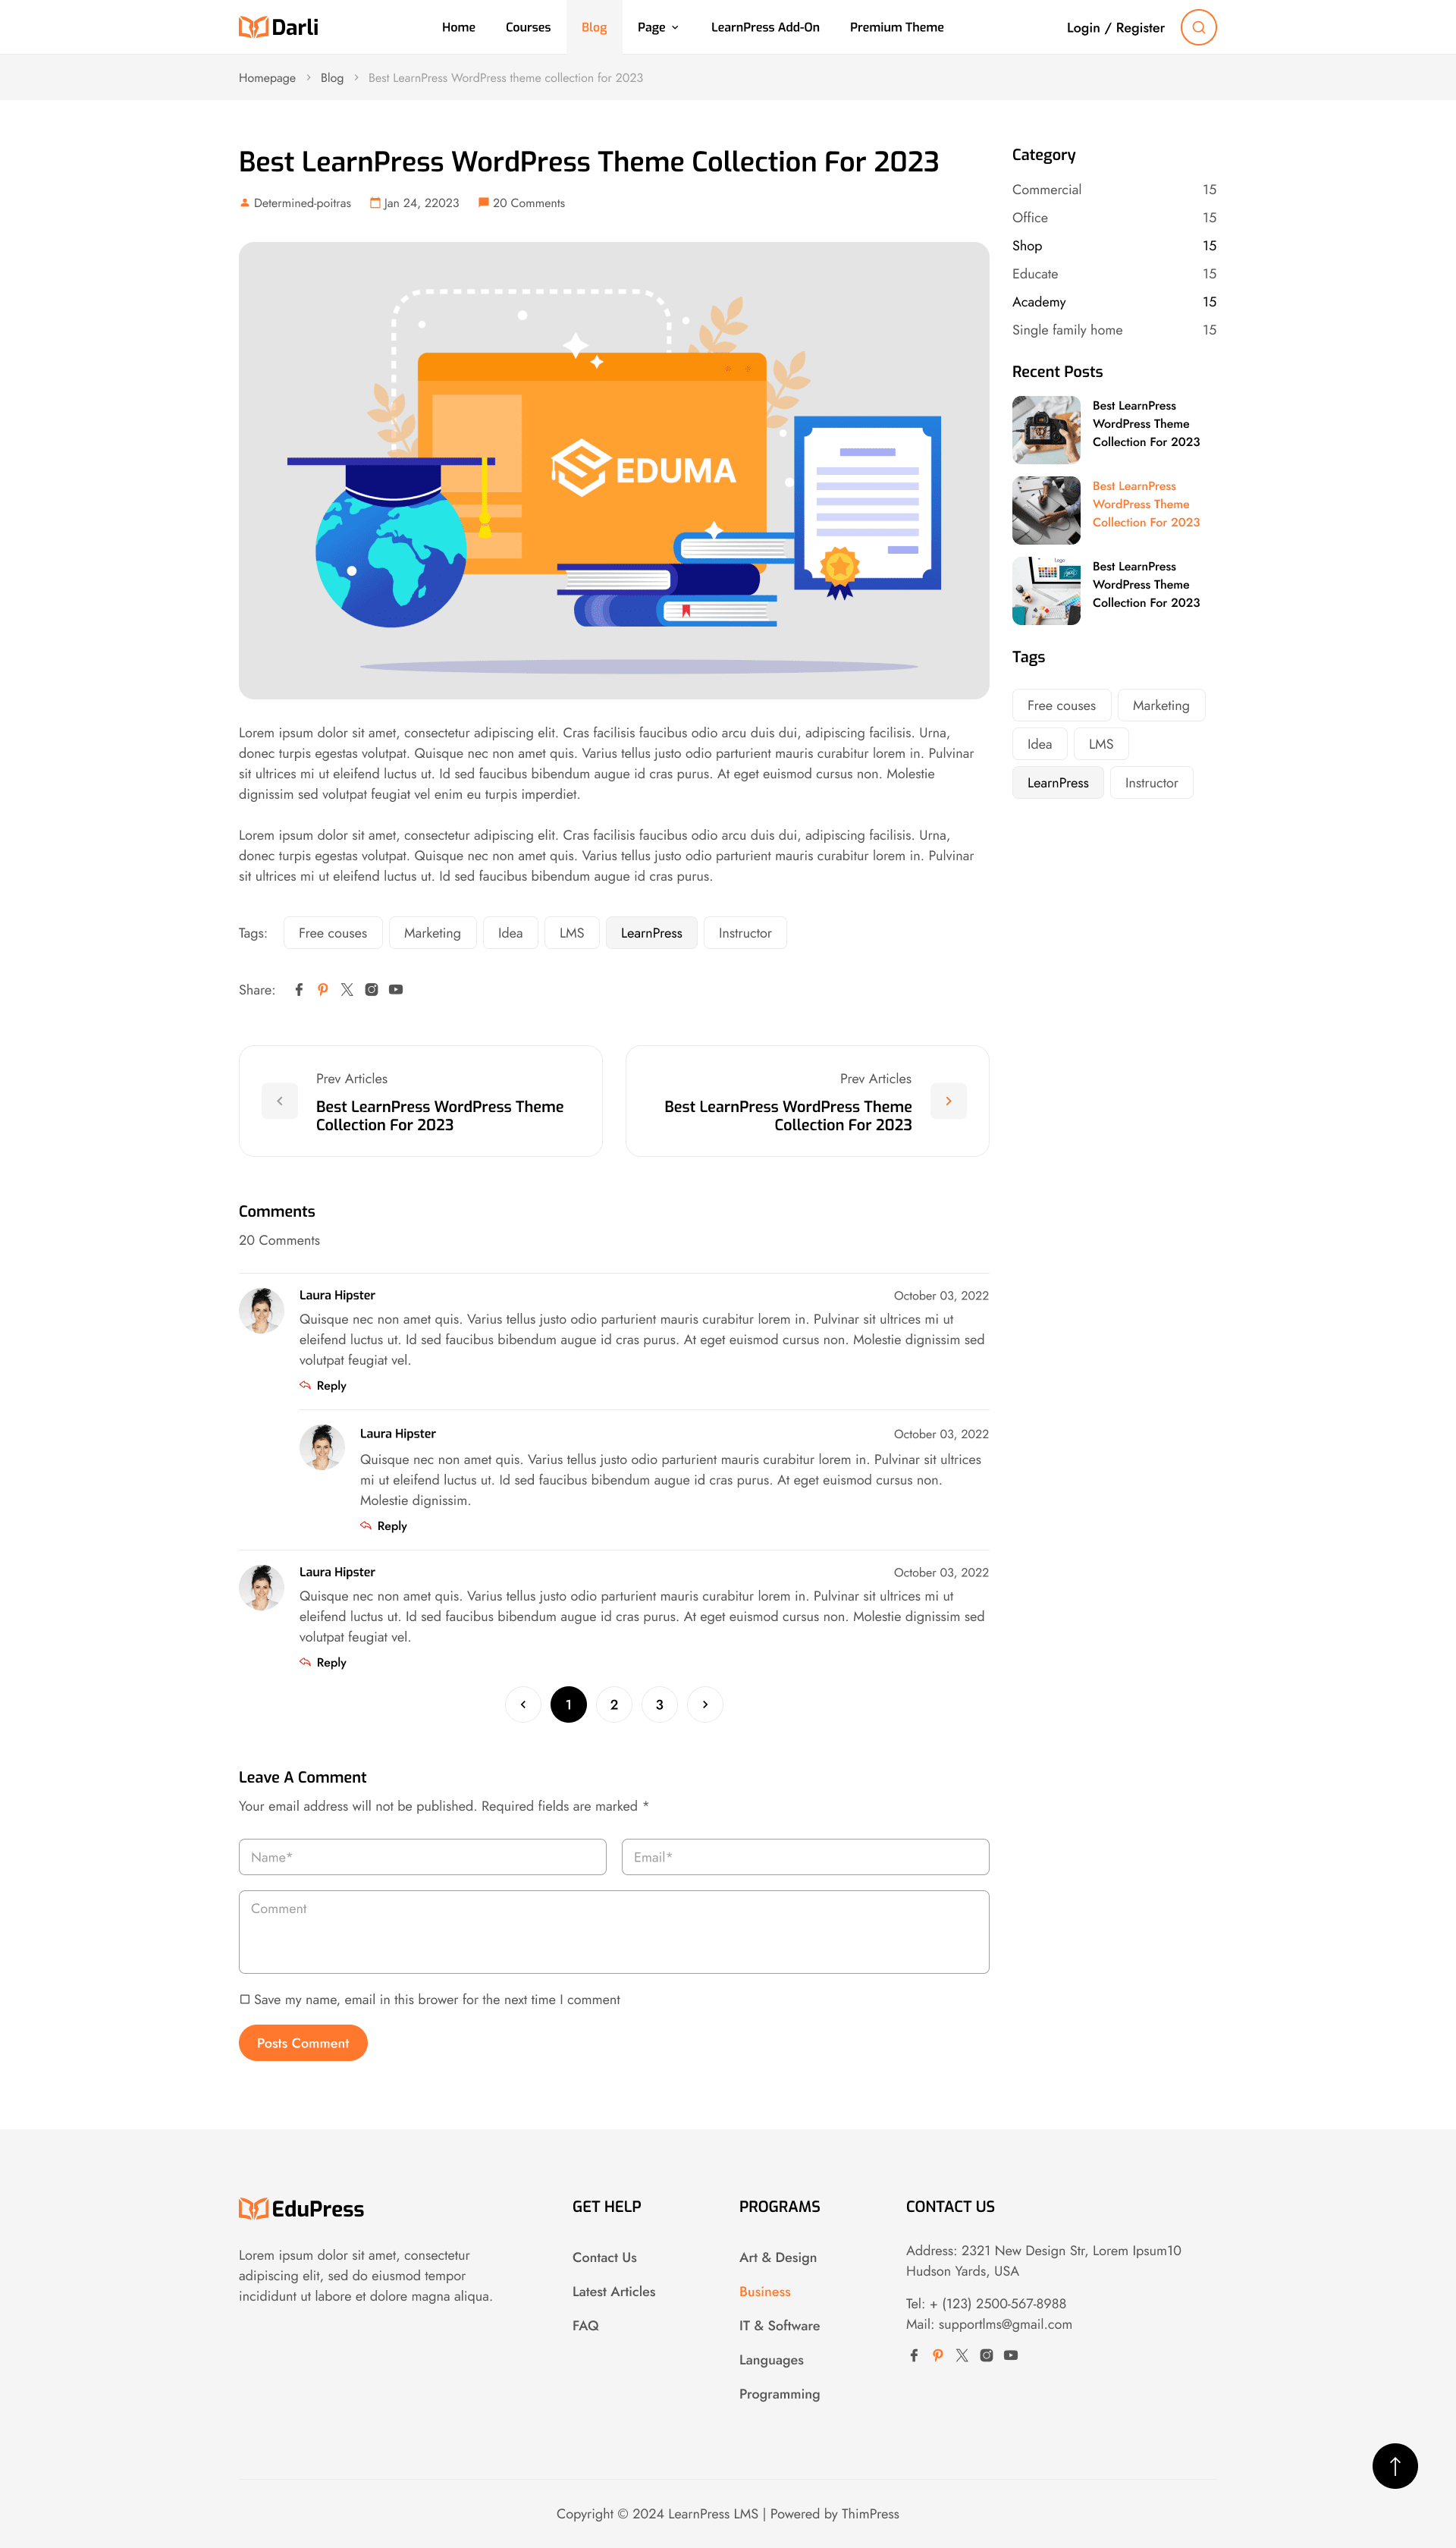 Darli
Home
Courses
Blog
Page
LearnPress Add-On
Premium Theme
Login / Register
Homepage
Blog
Best LearnPress WordPress theme collection for 2023
Best LearnPress WordPress Theme Collection For 2023
Determined-poitras
Jan 24, 22023
20 Comments
EDUMA
Lorem ipsum dolor sit amet, consectetur adipiscing elit. Cras facilisis faucibus odio arcu duis dui, adipiscing facilisis. Urna,
donec turpis egestas volutpat. Quisque nec non amet quis. Varius tellus justo odio parturient mauris curabitur lorem in. Pulvinar
sit ultrices mi ut eleifend luctus ut. Id sed faucibus bibendum augue id cras purus. At eget euismod cursus non. Molestie
dignissim sed volutpat feugiat vel enim eu turpis imperdiet.
Lorem ipsum dolor sit amet, consectetur adipiscing elit. Cras facilisis faucibus odio arcu duis dui, adipiscing facilisis. Urna,
donec turpis egestas volutpat. Quisque nec non amet quis. Varius tellus justo odio parturient mauris curabitur lorem in. Pulvinar
sit ultrices mi ut eleifend luctus ut. Id sed faucibus bibendum augue id cras purus.
Tags:
Free couses
Marketing
Idea
LMS
LearnPress
Instructor
Share:
Prev Articles
Best LearnPress WordPress Theme
Collection For 2023
Prev Articles
Best LearnPress WordPress Theme
Collection For 2023
Comments
20 Comments
Laura Hipster
October 03, 2022
Quisque nec non amet quis. Varius tellus justo odio parturient mauris curabitur lorem in. Pulvinar sit ultrices mi ut
eleifend luctus ut. Id sed faucibus bibendum augue id cras purus. At eget euismod cursus non. Molestie dignissim sed
volutpat feugiat vel.
Reply
Laura Hipster
October 03, 2022
Quisque nec non amet quis. Varius tellus justo odio parturient mauris curabitur lorem in. Pulvinar sit ultrices
mi ut eleifend luctus ut. Id sed faucibus bibendum augue id cras purus. At eget euismod cursus non.
Molestie dignissim.
Reply
Laura Hipster
October 03, 2022
Quisque nec non amet quis. Varius tellus justo odio parturient mauris curabitur lorem in. Pulvinar sit ultrices mi ut
eleifend luctus ut. Id sed faucibus bibendum augue id cras purus. At eget euismod cursus non. Molestie dignissim sed
volutpat feugiat vel.
Reply
1
2
3
Leave A Comment
Your email address will not be published. Required fields are marked *
Name*
Email*
Comment
Save my name, email in this brower for the next time I comment
Posts Comment
Category
Commercial 15
Office 15
Shop 15
Educate 15
Academy 15
Single family home 15
Recent Posts
Best LearnPress
WordPress Theme
Collection For 2023
Best LearnPress
WordPress Theme
Collection For 2023
Logo
Best LearnPress
WordPress Theme
Collection For 2023
Tags
Free couses
Marketing
Idea
LMS
LearnPress
Instructor
EduPress
Lorem ipsum dolor sit amet, consectetur
adipiscing elit, sed do eiusmod tempor
incididunt ut labore et dolore magna aliqua.
GET HELP
Contact Us
Latest Articles
FAQ
PROGRAMS
Art & Design
Business
IT & Software
Languages
Programming
CONTACT US
Address: 2321 New Design Str, Lorem Ipsum10
Hudson Yards, USA
Tel: + (123) 2500-567-8988
Mail: supportlms@gmail.com
Copyright © 2024 LearnPress LMS | Powered by ThimPress